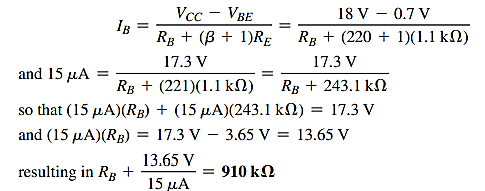 I_B = (V_CC − V_BE) / (R_B + (β + 1)R_E) = (18 V − 0.7 V) / (R_B + (220 + 1)(1.1 kΩ))
and 15 μA = 17.3 V / (R_B + (221)(1.1 kΩ)) = 17.3 V / (R_B + 243.1 kΩ)
so that (15 μA)(R_B) + (15 μA)(243.1 kΩ) = 17.3 V
and (15 μA)(R_B) = 17.3 V − 3.65 V = 13.65 V
resulting in R_B + 13.65 V / 15 μA = 910 kΩ